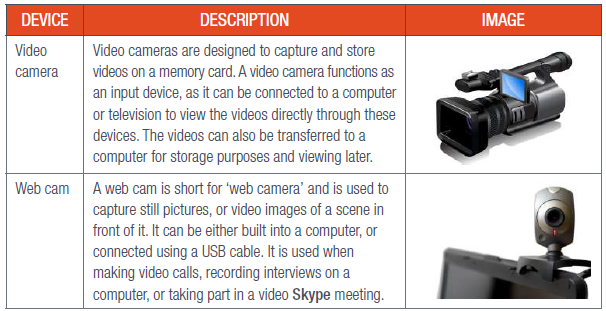 DEVICE DESCRIPTION IMAGE
Video
camera
Video cameras are designed to capture and store
videos on a memory card. A video camera functions as
an input device, as it can be connected to a computer
or television to view the videos directly through these
devices. The videos can also be transferred to a
computer for storage purposes and viewing later.
Web cam
A web cam is short for ‘web camera’ and is used to
capture still pictures, or video images of a scene in
front of it. It can be either built into a computer, or
connected using a USB cable. It is used when
making video calls, recording interviews on a
computer, or taking part in a video Skype meeting.